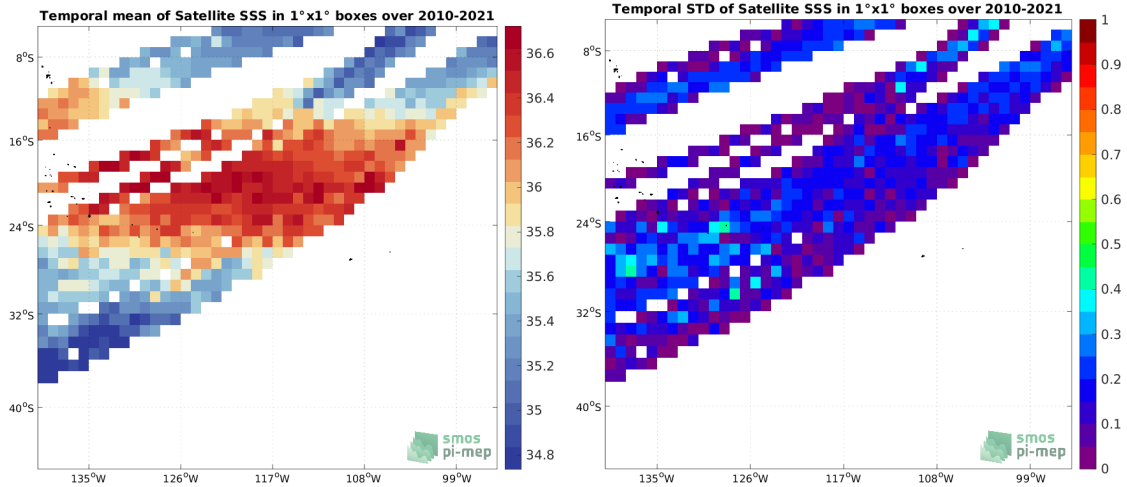 Temporal mean of Satellite SSS in 1°x1° boxes over 2010-2021
8°S
16°S
24°S
32°S
40°S
135°W
126°W
117°W
108°W
99°W
36.6
36.4
36.2
36
35.8
35.6
35.4
35.2
35
34.8
smos
pi-mep
Temporal STD of Satellite SSS in 1°x1° boxes over 2010-2021
8°S
16°S
24°S
32°S
40°S
135°W
126°W
117°W
108°W
99°W
1
0.9
0.8
0.7
0.6
0.5
0.4
0.3
0.2
0.1
0
smos
pi-mep